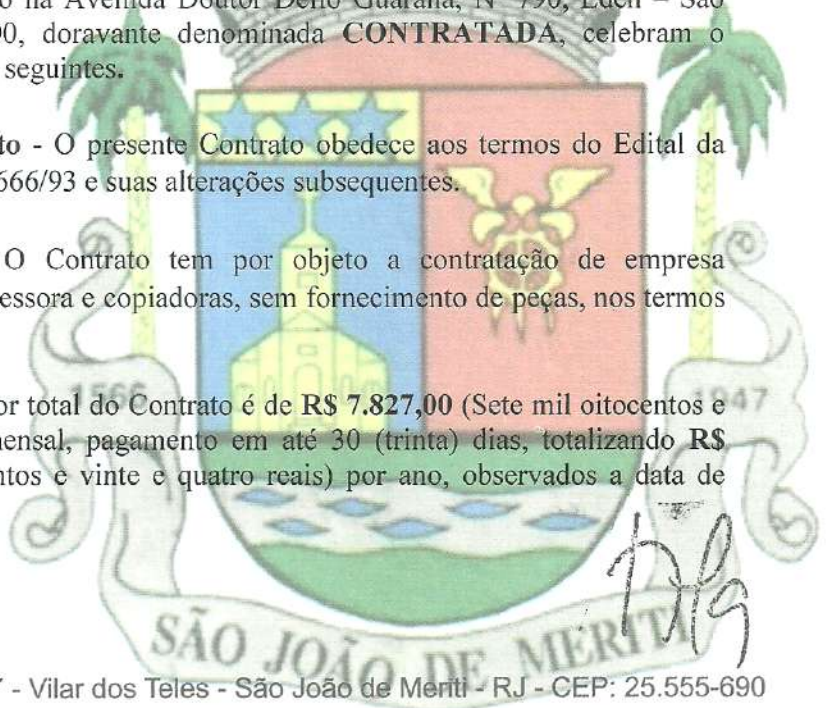 o na Avenida Doutor Delio Guaraná, Nº 790, Éden – São
90, doravante denominada CONTRATADA, celebram o
seguintes.
to - O presente Contrato obedece aos termos do Edital da
666/93 e suas alterações subsequentes.
O Contrato tem por objeto a contratação de empresa
essora e copiadoras, sem fornecimento de peças, nos termos
1566
1947
or total do Contrato é de R$ 7.827,00 (Sete mil oitocentos e
mensal, pagamento em até 30 (trinta) dias, totalizando R$
ntos e vinte e quatro reais) por ano, observados a data de
SÃO JOÃO DE MERITI
- Vilar dos Teles - São João de Meriti - RJ - CEP: 25.555-690